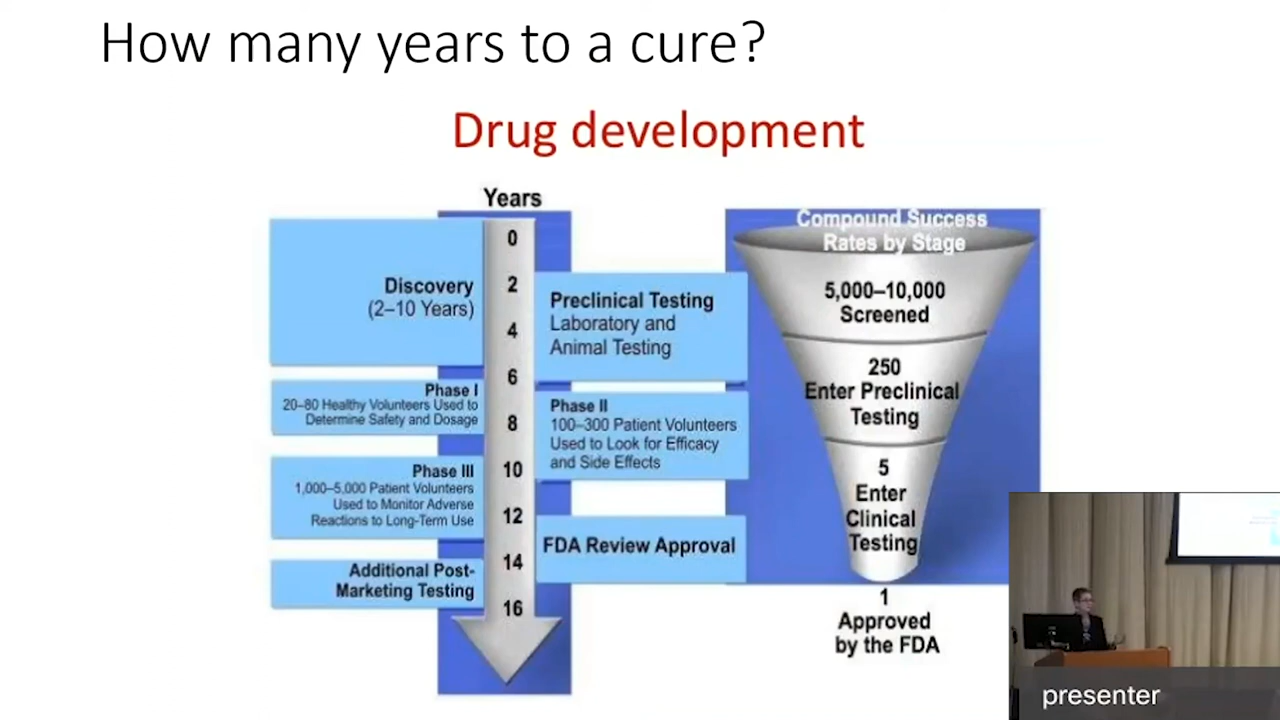 How many years to a cure?
Drug development
Years
0
2
4
6
8
10
12
14
16
Discovery
(2–10 Years)
Preclinical Testing
Laboratory and
Animal Testing
Phase I
20–80 Healthy Volunteers Used to
Determine Safety and Dosage
Phase II
100–300 Patient Volunteers
Used to Look for Efficacy
and Side Effects
Phase III
1,000–5,000 Patient Volunteers
Used to Monitor Adverse
Reactions to Long-Term Use
FDA Review Approval
Additional Post-
Marketing Testing
Compound Success
Rates by Stage
5,000–10,000
Screened
250
Enter Preclinical
Testing
5
Enter
Clinical
Testing
1
Approved
by the FDA
presenter